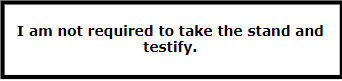 I am not required to take the stand and
testify.